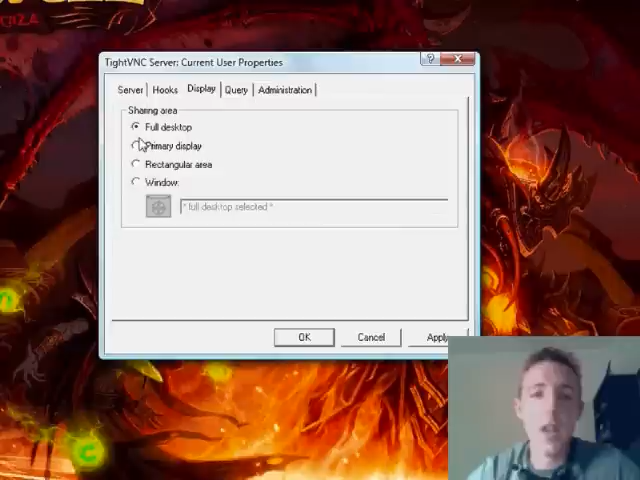 TightVNC Server: Current User Properties
Server
Hooks
Display
Query
Administration
Sharing area
Full desktop
Primary display
Rectangular area
Window:
* full desktop selected *
OK
Cancel
Apply